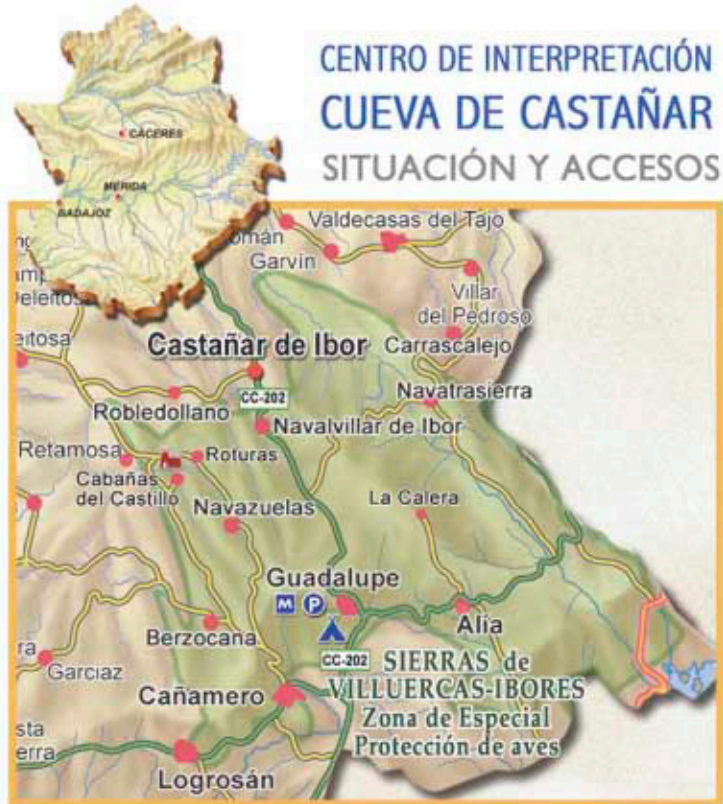 CENTRO DE INTERPRETACIÓN
CUEVA DE CASTAÑAR
SITUACIÓN Y ACCESOS
CÁCERES
MÉRIDA
BADAJOZ
Valdecasas del Tajo
Garvín
Villar
del Pedroso
Castañar de Ibor
Carrascalejo
CC-202
Navatrasierra
Robledollano
Navalvillar de Ibor
Retamosa
Roturas
Cabañas
del Castillo
La Calera
Navazuelas
Guadalupe
M P
Alía
Berzocana
CC-202
SIERRAS de
VILLUERCAS-IBORES
Garcíaz
Cañamero
Zona de Especial
Protección de aves
Logrosán